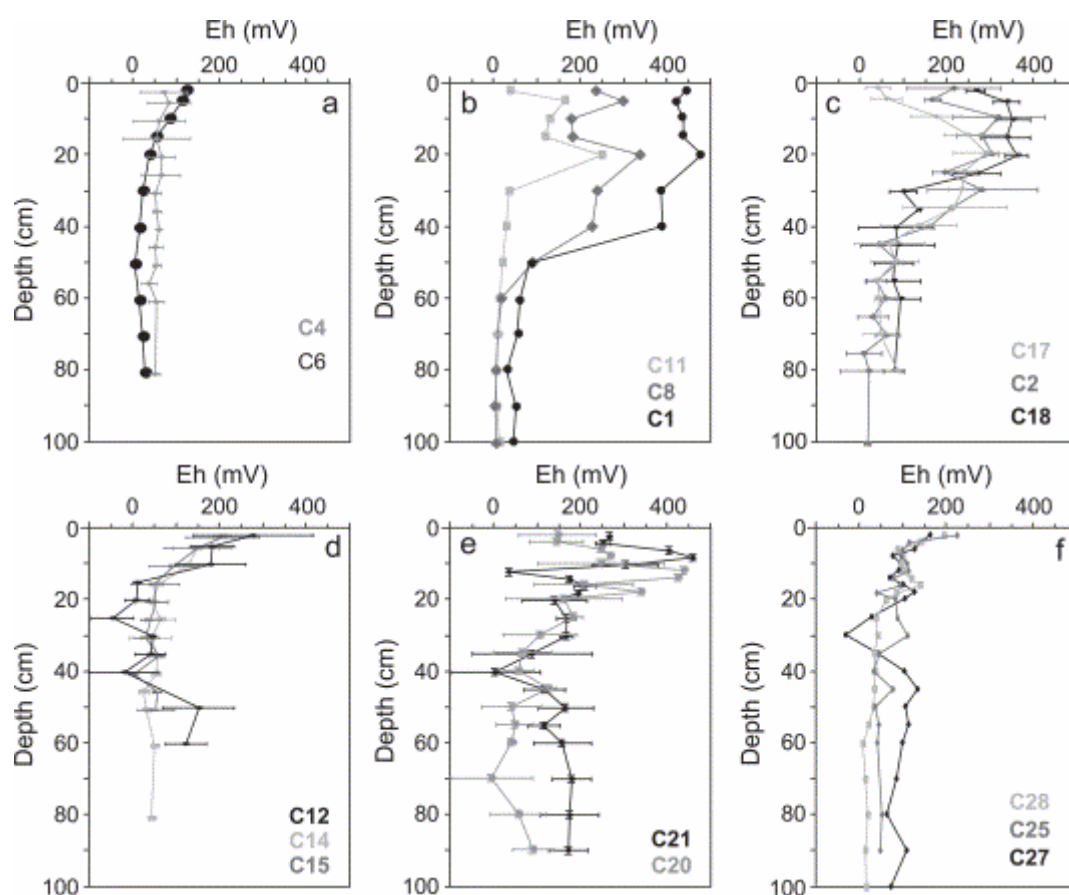 Eh (mV) Eh (mV) Eh (mV)
0 200 400 0 200 400 0 200 400
0 a 0 b 0 c
20 20 20
40 40 40
60 60 60
80 80 80
100 100 100
Depth (cm) Depth (cm) Depth (cm)
C4 C11 C17
C6 C8 C2
C1 C18
Eh (mV) Eh (mV) Eh (mV)
0 200 400 0 200 400 0 200 400
0 d 0 e 0 f
20 20 20
40 40 40
60 60 60
80 80 80
100 100 100
Depth (cm) Depth (cm) Depth (cm)
C12 C21 C28
C14 C20 C25
C15 C27